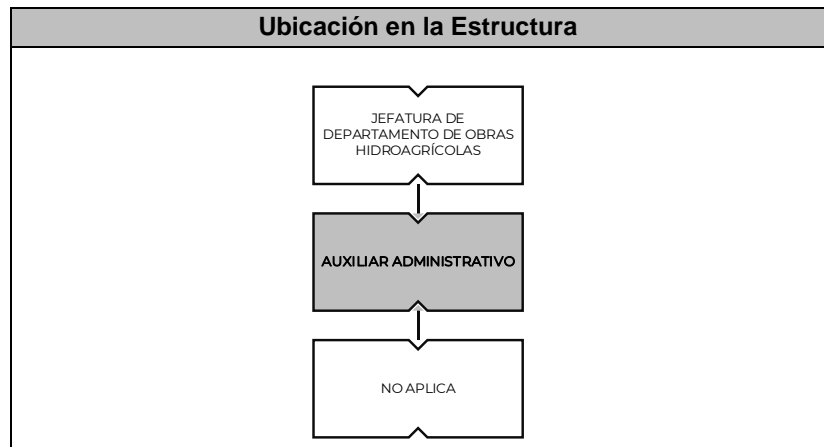 Ubicación en la Estructura
JEFATURA DE
DEPARTAMENTO DE OBRAS
HIDROAGRÍCOLAS
AUXILIAR ADMINISTRATIVO
NO APLICA